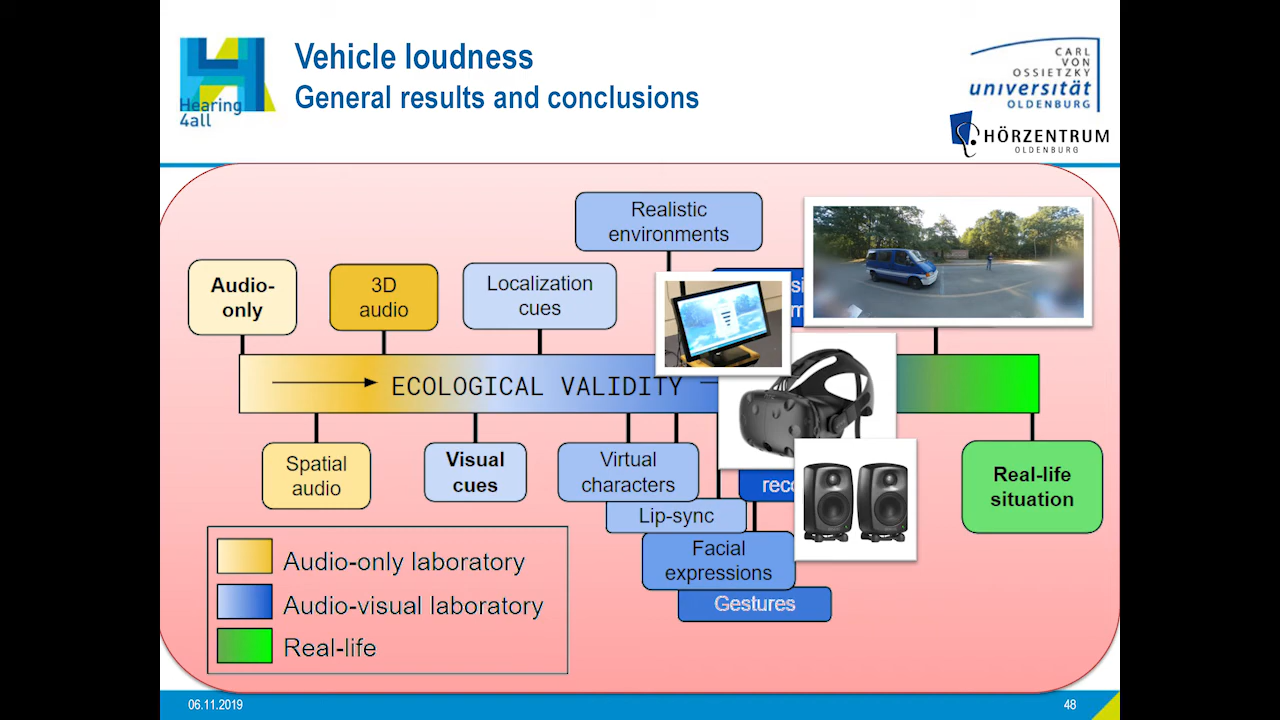 Hearing
4all
Vehicle loudness
General results and conclusions
CARL
VON
OSSIETZKY
universität
OLDENBURG
HÖRZENTRUM
OLDENBURG
Realistic
environments
Audio-
only
3D
audio
Localization
cues
ECOLOGICAL VALIDITY
Spatial
audio
Visual
cues
Virtual
characters
Lip-sync
Facial
expressions
Gestures
Real-life
situation
Audio-only laboratory
Audio-visual laboratory
Real-life
06.11.2019
48